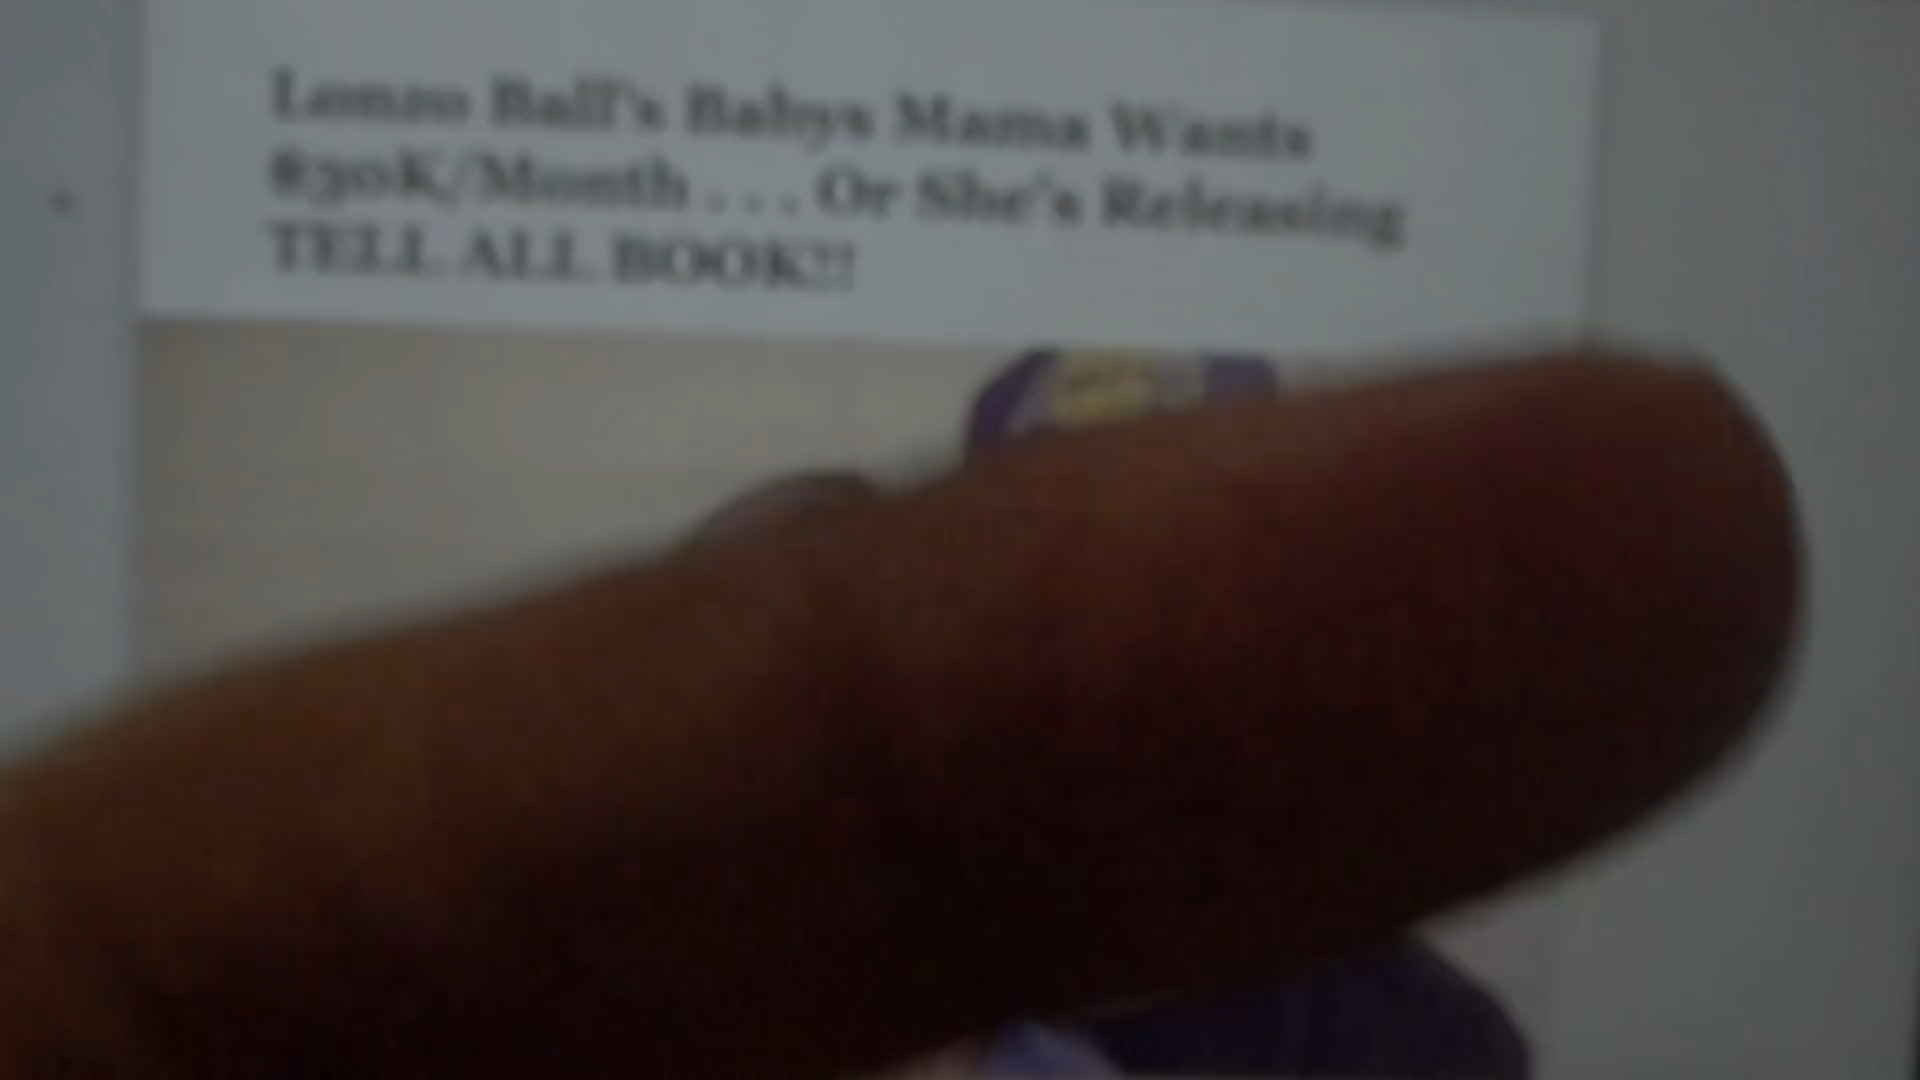 Lonzo Ball's Babys Mama Wants
$30K/Month . . . Or She's Releasing
TELL ALL BOOK!!